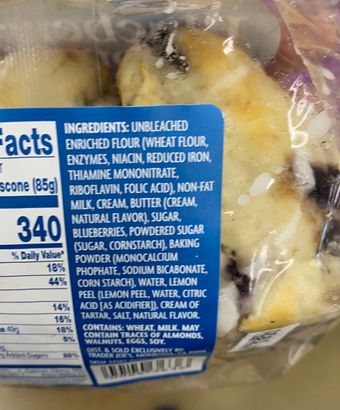 Facts
scone (85g)
340
% Daily Value*
18%
44%
14%
16%
18%
INGREDIENTS: UNBLEACHED
ENRICHED FLOUR (WHEAT FLOUR,
ENZYMES, NIACIN, REDUCED IRON,
THIAMINE MONONITRATE,
RIBOFLAVIN, FOLIC ACID), NON-FAT
MILK, CREAM, BUTTER (CREAM,
NATURAL FLAVOR), SUGAR,
BLUEBERRIES, POWDERED SUGAR
(SUGAR, CORNSTARCH), BAKING
POWDER (MONOCALCIUM
PHOPHATE, SODIUM BICABONATE,
CORN STARCH), WATER, LEMON
PEEL (LEMON PEEL, WATER, CITRIC
ACID [AS ACIDIFIER]), CREAM OF
TARTAR, SALT, NATURAL FLAVOR.
CONTAINS: WHEAT, MILK. MAY
CONTAIN TRACES OF ALMONDS,
WALNUTS, EGGS, SOY.
DIST. & SOLD EXCLUSIVELY BY:
TRADER JOE'S, MONROVIA, CA